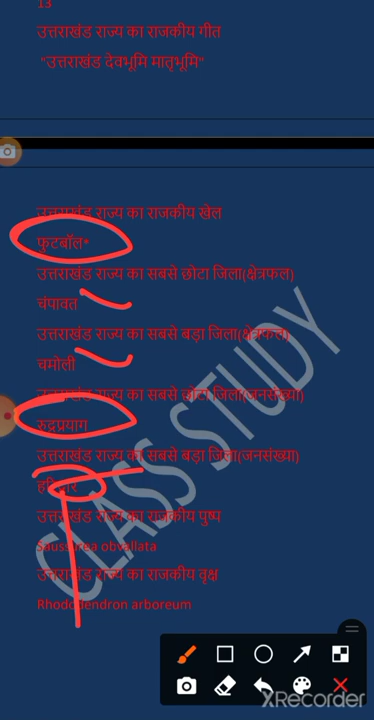 13
उत्तराखंड राज्य का राजकीय गीत
"उत्तराखंड देवभूमि मातृभूमि"
उत्तराखंड राज्य का राजकीय खेल
फुटबॉल*
उत्तराखंड राज्य का सबसे छोटा जिला(क्षेत्रफल)
चंपावत
उत्तराखंड राज्य का सबसे बड़ा जिला(क्षेत्रफल)
चमोली
उत्तराखंड राज्य का सबसे छोटा जिला(जनसंख्या)
रुद्रप्रयाग
उत्तराखंड राज्य का सबसे बड़ा जिला(जनसंख्या)
हरिद्वार
उत्तराखंड राज्य का राजकीय पुष्प
Saussurea obvallata
उत्तराखंड राज्य का राजकीय वृक्ष
Rhododendron arboreum
CLASS STUDY
XRecorder